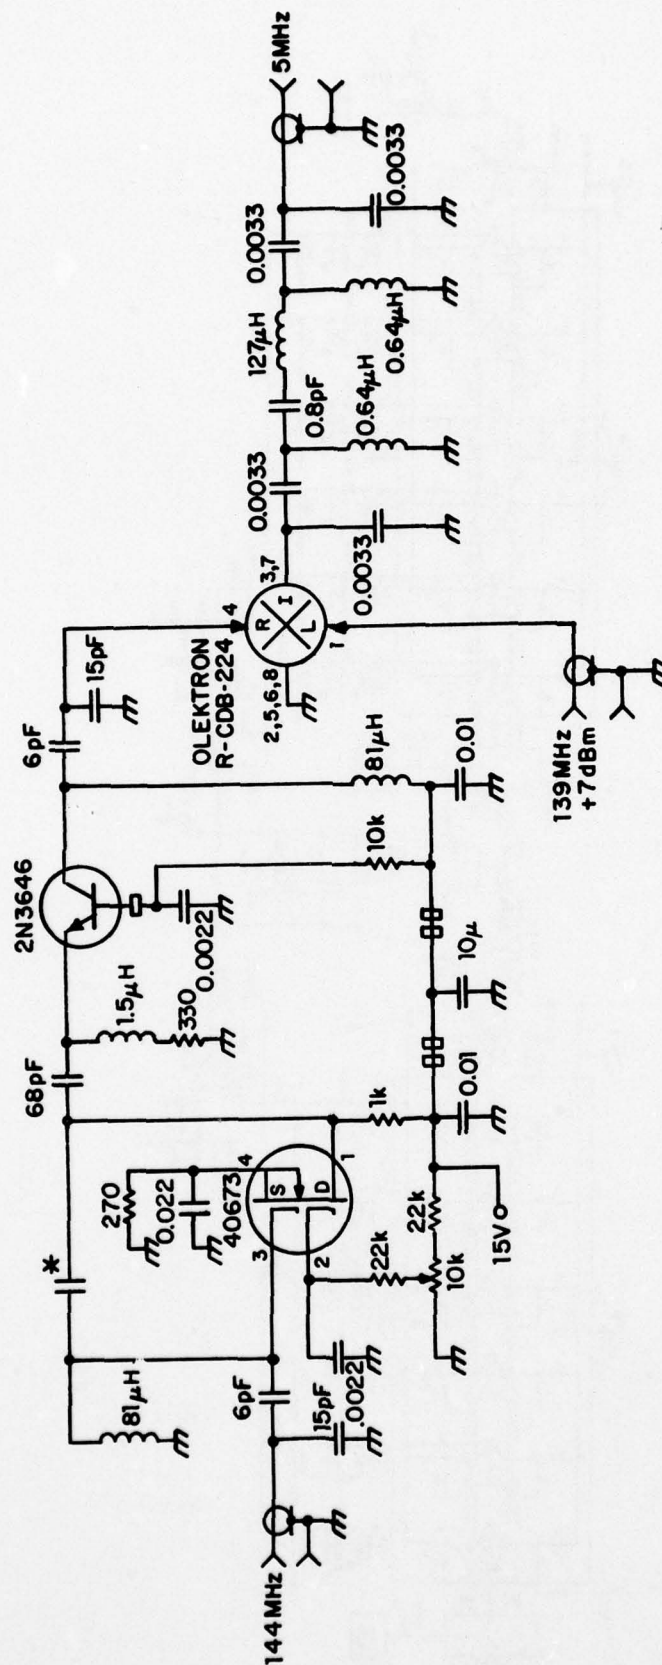 144MHz
81µH
6pF
15pF
.0022
*
270
0.022
40673
3
4
S
D
2
1
22k
10k
22k
15V
1k
0.01
68pF
1.5µH
330
0.0022
2N3646
10µ
10k
81µH
0.01
6pF
15pF
OLEKTRON
R-CDB-224
2,5,6,8
4
R
I
L
3,7
1
139MHz
+7dBm
0.0033
0.0033
0.64µH
0.8pF
127µH
0.64µH
0.0033
0.0033
5MHz